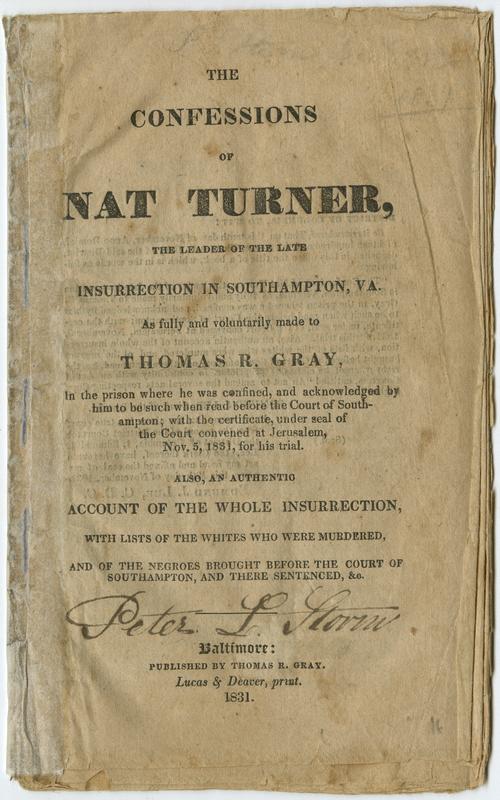 THE
CONFESSIONS
OF
NAT TURNER,
THE LEADER OF THE LATE
INSURRECTION IN SOUTHAMPTON, VA.
As fully and voluntarily made to
THOMAS R. GRAY,
In the prison where he was confined, and acknowledged by
him to be such when read before the Court of South-
ampton; with the certificate, under seal of
the Court convened at Jerusalem,
Nov. 5, 1831, for his trial.
ALSO, AN AUTHENTIC
ACCOUNT OF THE WHOLE INSURRECTION,
WITH LISTS OF THE WHITES WHO WERE MURDERED,
AND OF THE NEGROES BROUGHT BEFORE THE COURT OF
SOUTHAMPTON, AND THERE SENTENCED, &c.
Peter L. Storm
Baltimore:
PUBLISHED BY THOMAS R. GRAY.
Lucas & Deaver, print.
1831.
16